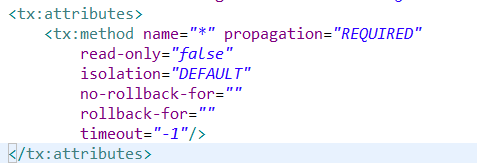 <tx:attributes>
<tx:method name="*" propagation="REQUIRED"
read-only="false"
isolation="DEFAULT"
no-rollback-for=""
rollback-for=""
timeout="-1"/>
</tx:attributes>